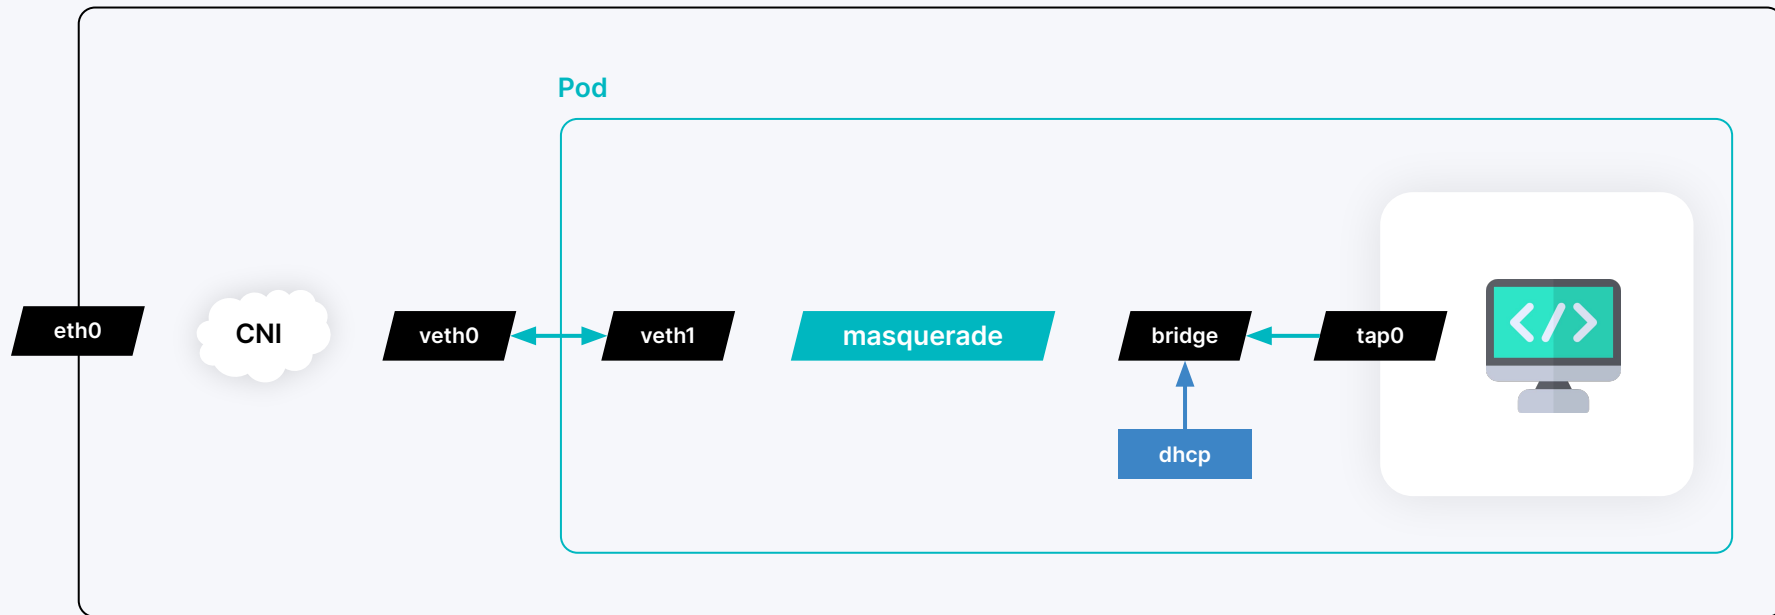 Pod
eth0
CNI
veth0
veth1
masquerade
bridge
tap0
dhcp